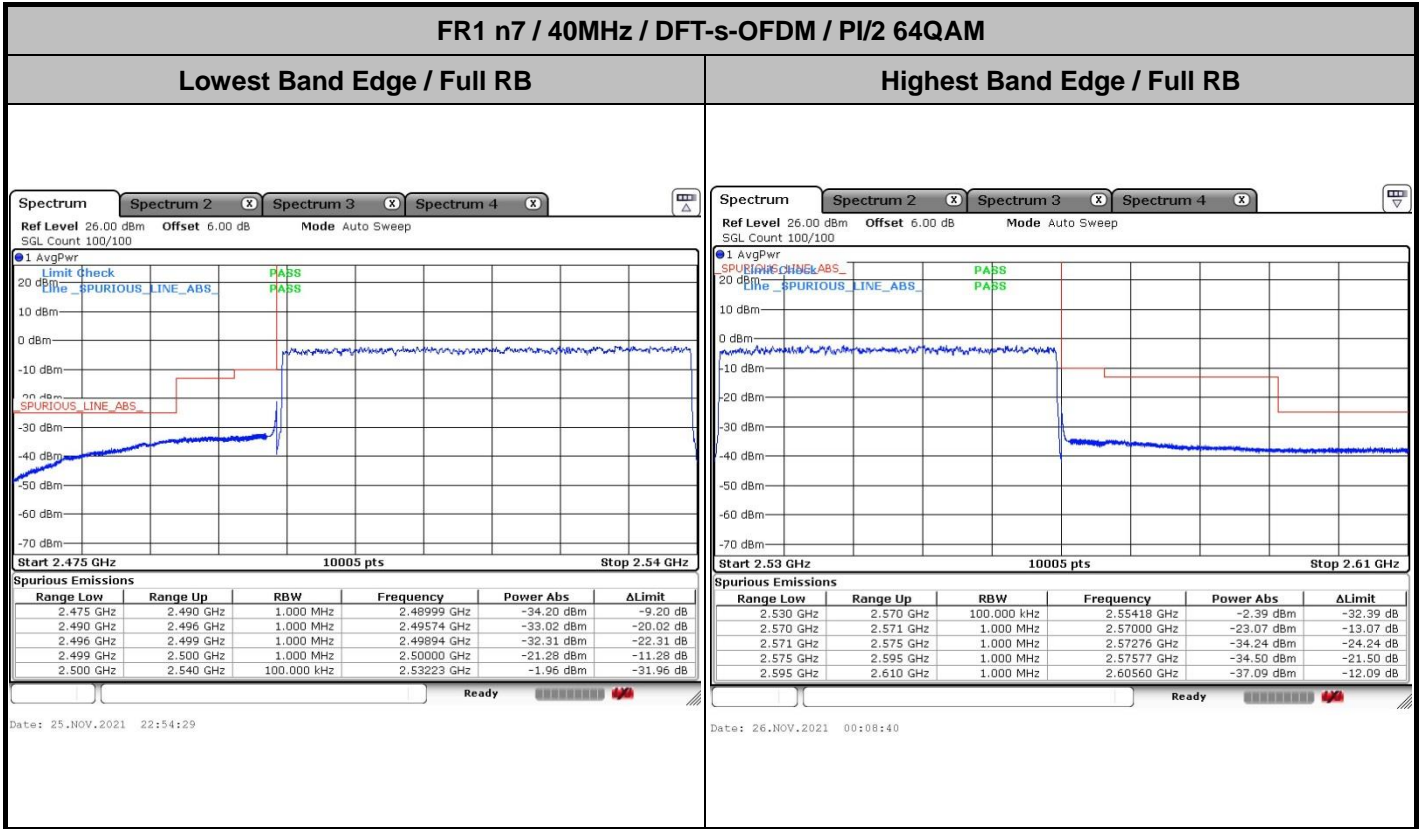 FR1 n7 / 40MHz / DFT-s-OFDM / PI/2 64QAM
Lowest Band Edge / Full RB
Highest Band Edge / Full RB
Spectrum Spectrum 2 X Spectrum 3 X Spectrum 4 X
Ref Level 26.00 dBm Offset 6.00 dB Mode Auto Sweep
SGL Count 100/100
1 AvgPwr
Limit Check PASS
20 dBm
Line _SPURIOUS_LINE_ABS_ PASS
10 dBm
0 dBm
-10 dBm
-20 dBm
_SPURIOUS_LINE_ABS_
-30 dBm
-40 dBm
-50 dBm
-60 dBm
-70 dBm
Start 2.475 GHz 10005 pts Stop 2.54 GHz
Spurious Emissions
Range Low Range Up RBW Frequency Power Abs ΔLimit
2.475 GHz 2.490 GHz 1.000 MHz 2.48999 GHz -34.20 dBm -9.20 dB
2.490 GHz 2.496 GHz 1.000 MHz 2.49574 GHz -33.02 dBm -20.02 dB
2.496 GHz 2.499 GHz 1.000 MHz 2.49894 GHz -32.31 dBm -22.31 dB
2.499 GHz 2.500 GHz 1.000 MHz 2.50000 GHz -21.28 dBm -11.28 dB
2.500 GHz 2.540 GHz 100.000 kHz 2.53223 GHz -1.96 dBm -31.96 dB
Ready
Date: 25.NOV.2021 22:54:29
Spectrum Spectrum 2 X Spectrum 3 X Spectrum 4 X
Ref Level 26.00 dBm Offset 6.00 dB Mode Auto Sweep
SGL Count 100/100
1 AvgPwr
_SPURIOUS_LINE_ABS_
Limit Check PASS
20 dBm
Line _SPURIOUS_LINE_ABS_ PASS
10 dBm
0 dBm
-10 dBm
-20 dBm
-30 dBm
-40 dBm
-50 dBm
-60 dBm
-70 dBm
Start 2.53 GHz 10005 pts Stop 2.61 GHz
Spurious Emissions
Range Low Range Up RBW Frequency Power Abs ΔLimit
2.530 GHz 2.570 GHz 100.000 kHz 2.55418 GHz -2.39 dBm -32.39 dB
2.570 GHz 2.571 GHz 1.000 MHz 2.57000 GHz -23.07 dBm -13.07 dB
2.571 GHz 2.575 GHz 1.000 MHz 2.57276 GHz -34.24 dBm -24.24 dB
2.575 GHz 2.595 GHz 1.000 MHz 2.57577 GHz -34.50 dBm -21.50 dB
2.595 GHz 2.610 GHz 1.000 MHz 2.60560 GHz -37.09 dBm -12.09 dB
Ready
Date: 26.NOV.2021 00:08:40